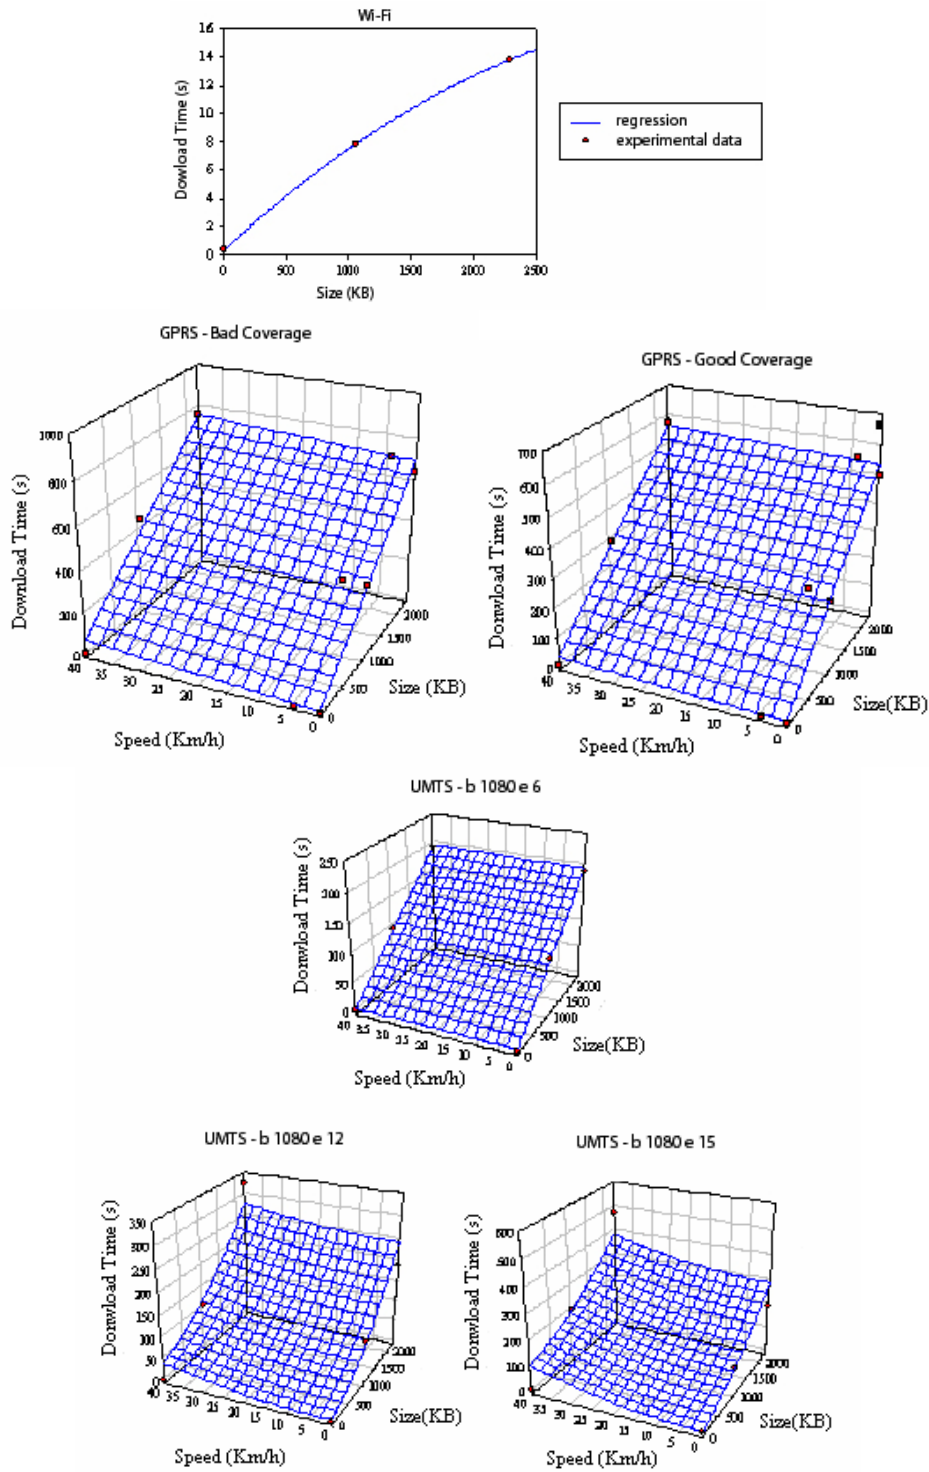 Wi-Fi
16
14
12
10
8
6
4
2
0
Dowload Time (s)
0 500 1000 1500 2000 2500
Size (KB)
regression
experimental data
GPRS - Bad Coverage
1000
800
600
400
200
0
Download Time (s)
40 35 30 25 20 15 10 5 0
Speed (Km/h)
0 500 1000 1500 2000
Size (KB)
GPRS - Good Coverage
700
600
500
400
300
200
100
0
Donwload Time (s)
40 35 30 25 20 15 10 5 0
Speed (Km/h)
0 500 1000 1500 2000
Size(KB)
UMTS - b 1080 e 6
250
200
150
100
50
0
Donwload Time (s)
40 35 30 25 20 15 10 5 0
Speed (Km/h)
0 500 1000 1500 2000
Size(KB)
UMTS - b 1080 e 12
350
300
250
200
150
100
50
0
Donwload Time (s)
40 35 30 25 20 15 10 5 0
Speed (Km/h)
0 500 1000 1500 2000
Size(KB)
UMTS - b 1080 e 15
600
500
400
300
200
100
0
Donwload Time (s)
40 35 30 25 20 15 10 5 0
Speed (Km/h)
0 500 1000 1500 2000
Size(KB)